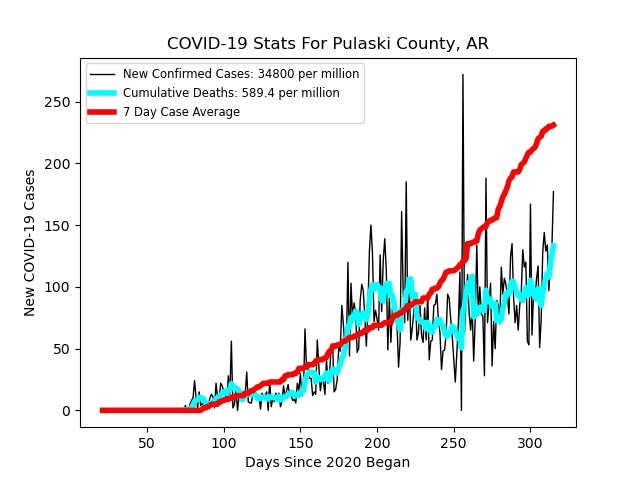 COVID-19 Stats For Pulaski County, AR
New Confirmed Cases: 34800 per million
Cumulative Deaths: 589.4 per million
7 Day Case Average
New COVID-19 Cases
250
200
150
100
50
0
50
100
150
200
250
300
Days Since 2020 Began